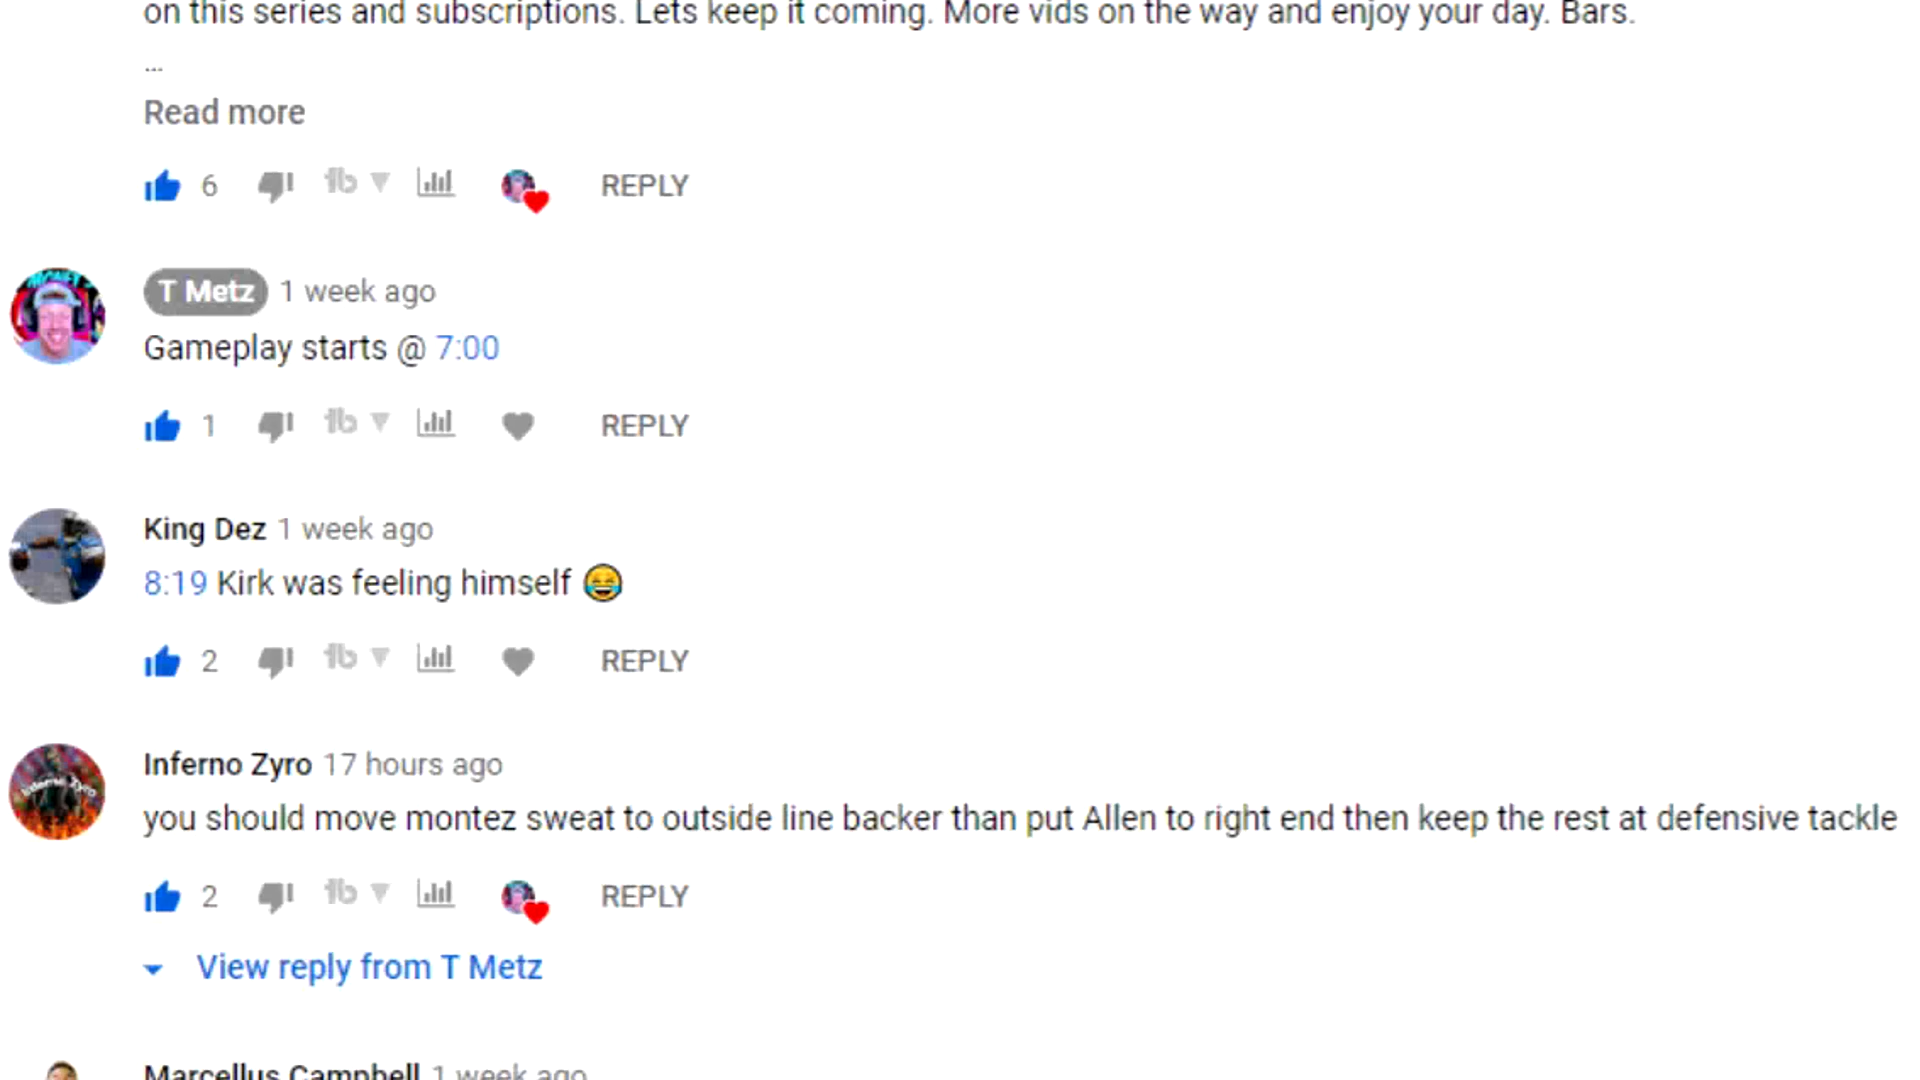 on this series and subscriptions. Lets keep it coming. More vids on the way and enjoy your day. Bars.
...
Read more
6 REPLY
T Metz 1 week ago
Gameplay starts @ 7:00
1 REPLY
King Dez 1 week ago
8:19 Kirk was feeling himself 😂
2 REPLY
Inferno Zyro 17 hours ago
you should move montez sweat to outside line backer than put Allen to right end then keep the rest at defensive tackle
2 REPLY
View reply from T Metz
Marcellus Campbell 1 week ago